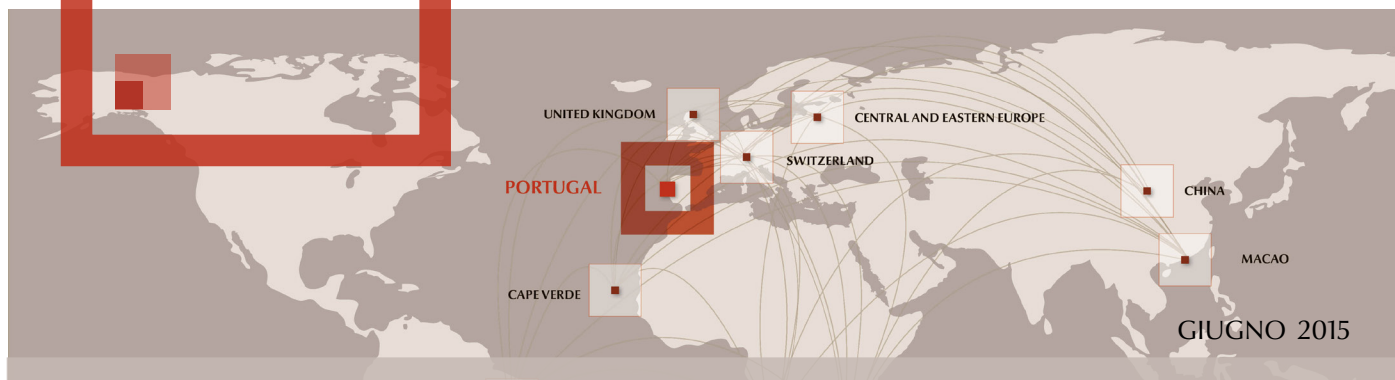 UNITED KINGDOM
CENTRAL AND EASTERN EUROPE
SWITZERLAND
PORTUGAL
CHINA
MACAO
CAPE VERDE
GIUGNO 2015